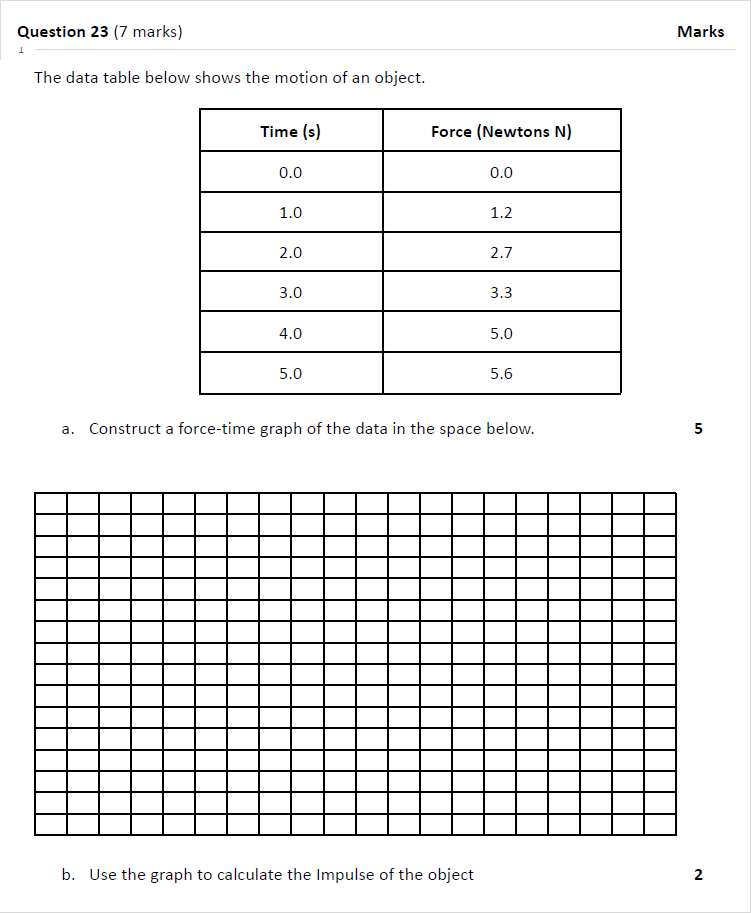 Question 23 (7 marks) Marks
1
The data table below shows the motion of an object.
Time (s) Force (Newtons N)
0.0 0.0
1.0 1.2
2.0 2.7
3.0 3.3
4.0 5.0
5.0 5.6
a. Construct a force-time graph of the data in the space below. 5
b. Use the graph to calculate the Impulse of the object 2